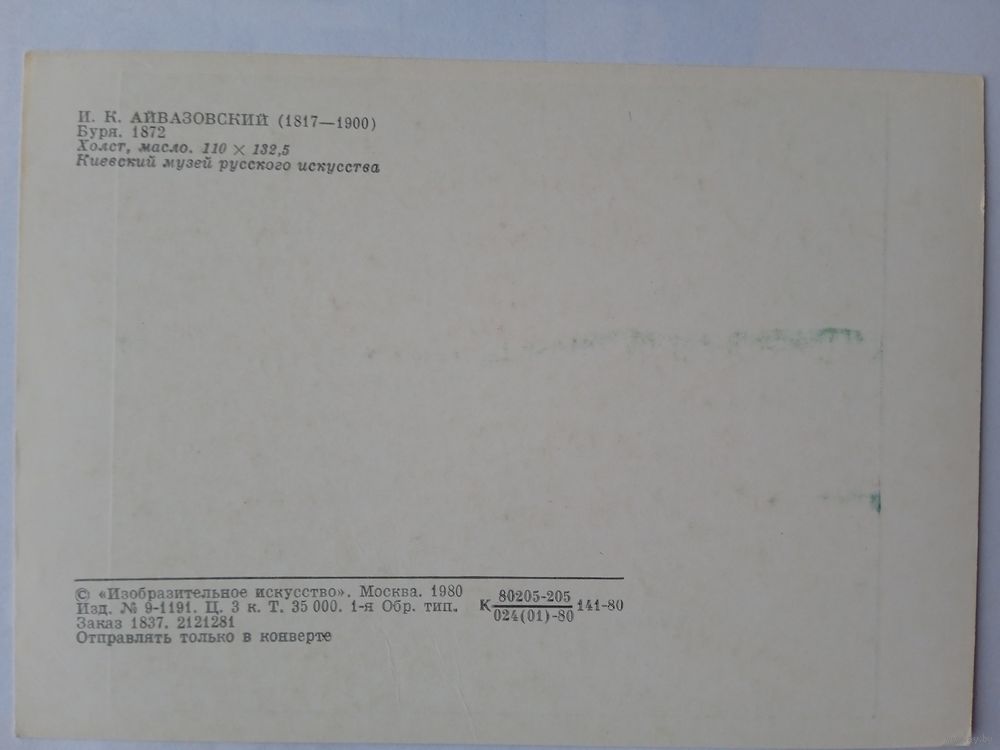 И. К. АЙВАЗОВСКИЙ (1817—1900)
Буря. 1872
Холст, масло. 110 × 132,5
Киевский музей русского искусства
© «Изобразительное искусство». Москва. 1980
Изд. № 9-1191. Ц. 3 к. Т. 35 000. 1-я Обр. тип.
Заказ 1837. 2121281
Отправлять только в конверте
К 80205-205 141-80
024(01)-80